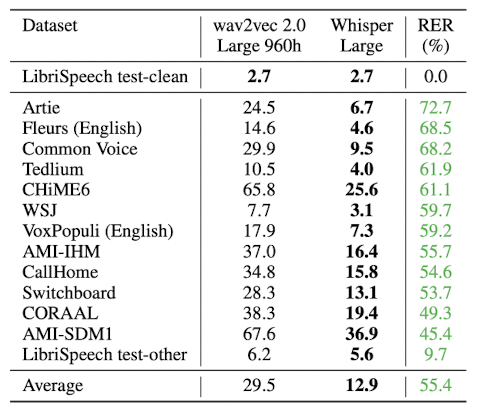 Dataset wav2vec 2.0 Large 960h Whisper Large RER (%)
LibriSpeech test-clean 2.7 2.7 0.0
Artie 24.5 6.7 72.7
Fleurs (English) 14.6 4.6 68.5
Common Voice 29.9 9.5 68.2
Tedlium 10.5 4.0 61.9
CHiME6 65.8 25.6 61.1
WSJ 7.7 3.1 59.7
VoxPopuli (English) 17.9 7.3 59.2
AMI-IHM 37.0 16.4 55.7
CallHome 34.8 15.8 54.6
Switchboard 28.3 13.1 53.7
CORAAL 38.3 19.4 49.3
AMI-SDM1 67.6 36.9 45.4
LibriSpeech test-other 6.2 5.6 9.7
Average 29.5 12.9 55.4